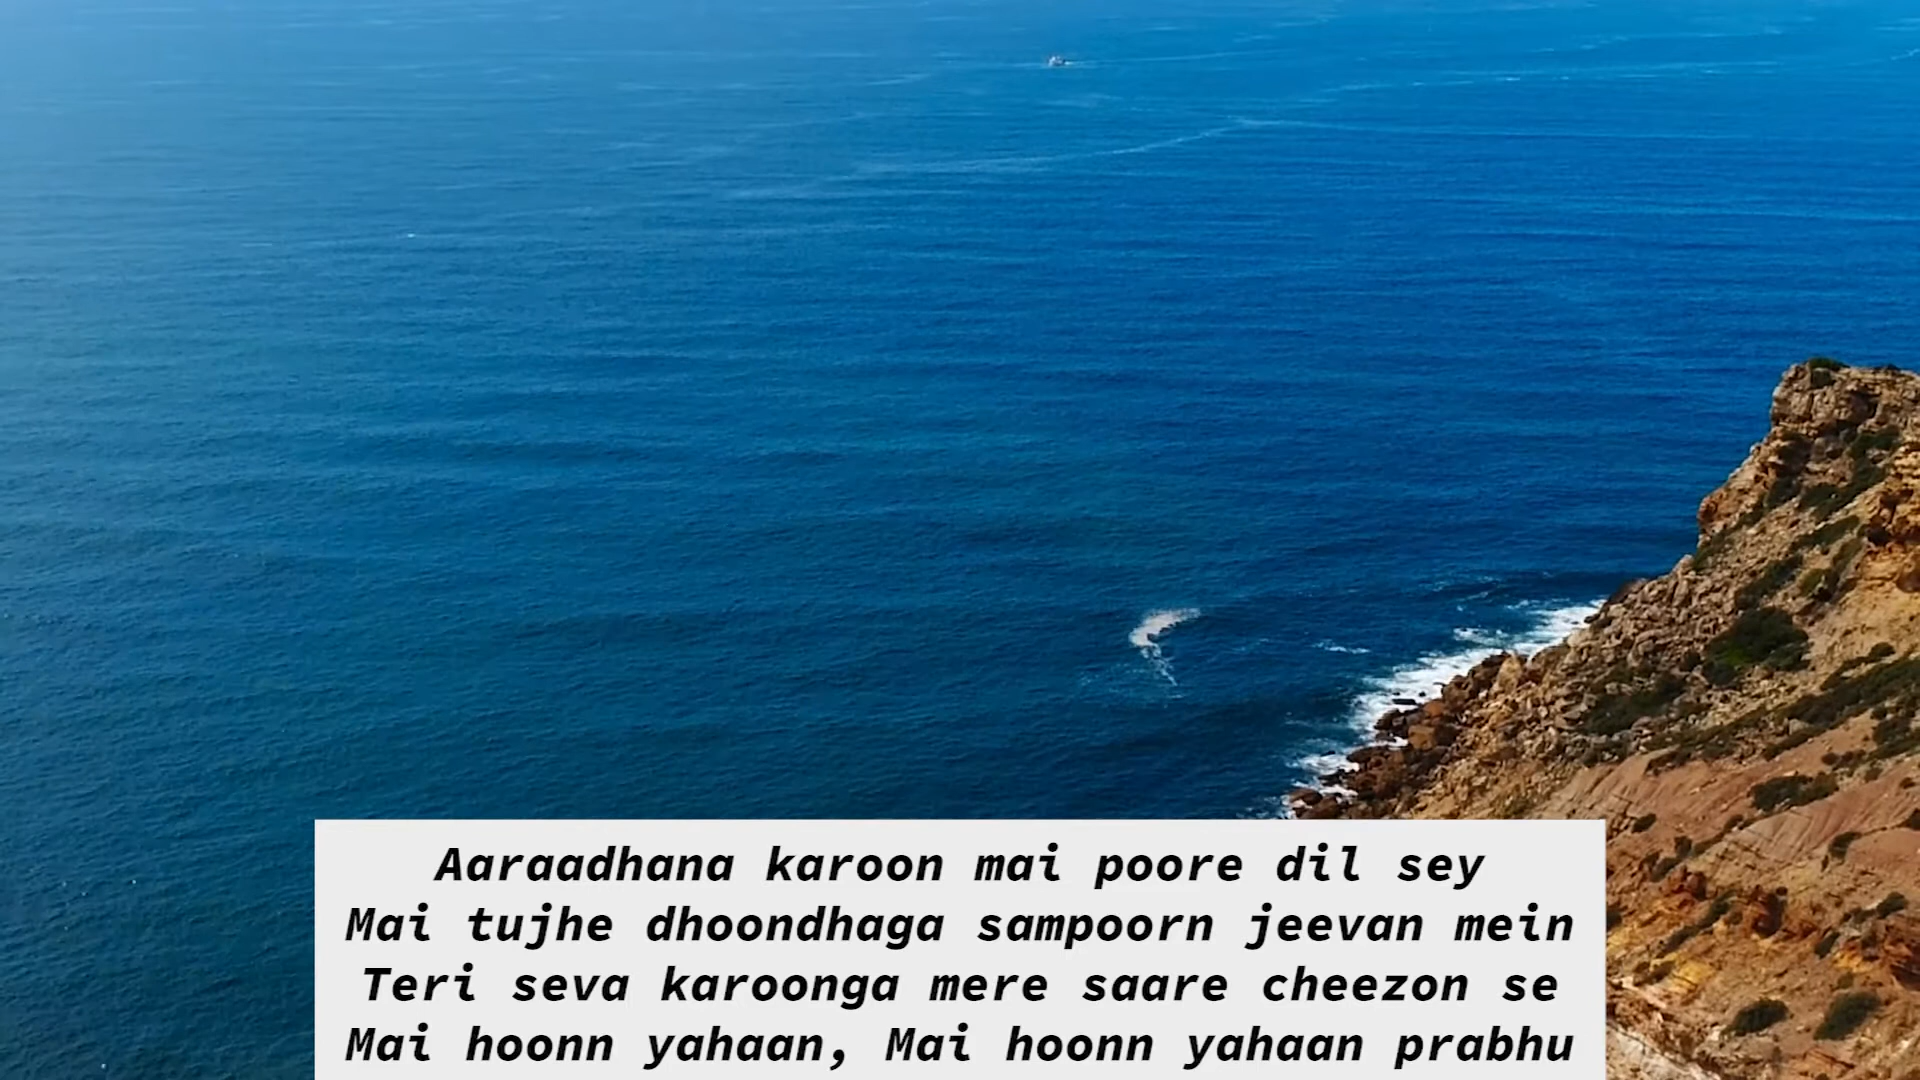 Aaraadhana karoon mai poore dil sey
Mai tujhe dhoondhaga sampoorn jeevan mein
Teri seva karoonga mere saare cheezon se
Mai hoonn yahaan, Mai hoonn yahaan prabhu